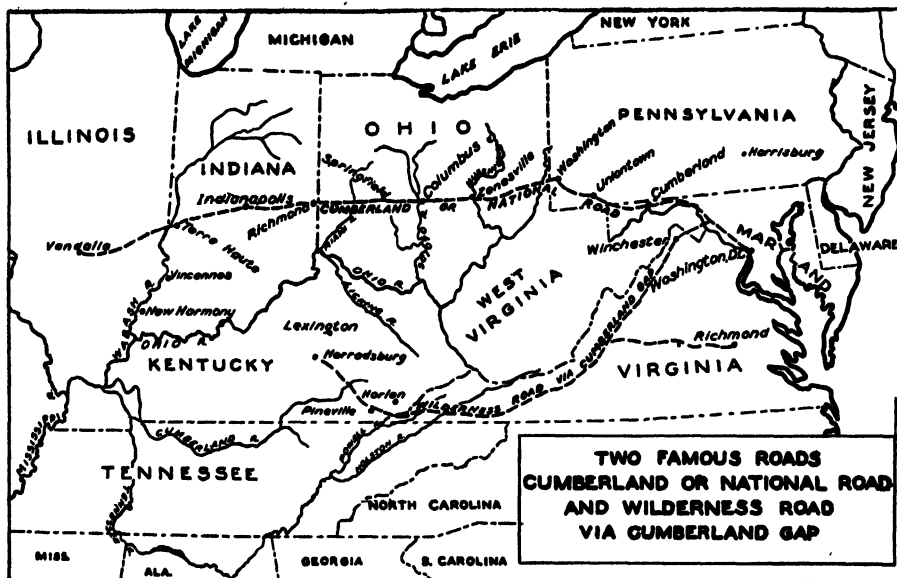 NEW YORK
LAKE MICHIGAN
MICHIGAN
LAKE ERIE
ILLINOIS
OHIO
PENNSYLVANIA
NEW JERSEY
INDIANA
Harrisburg
Springfield
Columbus
Zanesville
Washington
Uniontown
Cumberland
Indianapolis
Richmond
CUMBERLAND OR NATIONAL ROAD
Vandalia
Terre Haute
Winchester
MARYLAND
DELAWARE
Washington, D.C.
Vincennes
OHIO R.
WEST VIRGINIA
New Harmony
WABASH R.
LICKING R.
OHIO R.
Lexington
Richmond
KENTUCKY
Harrodsburg
VIRGINIA
Harlan
Pineville
WILDERNESS ROAD VIA CUMBERLAND GAP
MISSISSIPPI R.
CUMBERLAND R.
POWELL R.
HOLSTON R.
TENNESSEE
NORTH CAROLINA
MISS.
ALA.
GEORGIA
S. CAROLINA
TWO FAMOUS ROADS
CUMBERLAND OR NATIONAL ROAD
AND WILDERNESS ROAD
VIA CUMBERLAND GAP